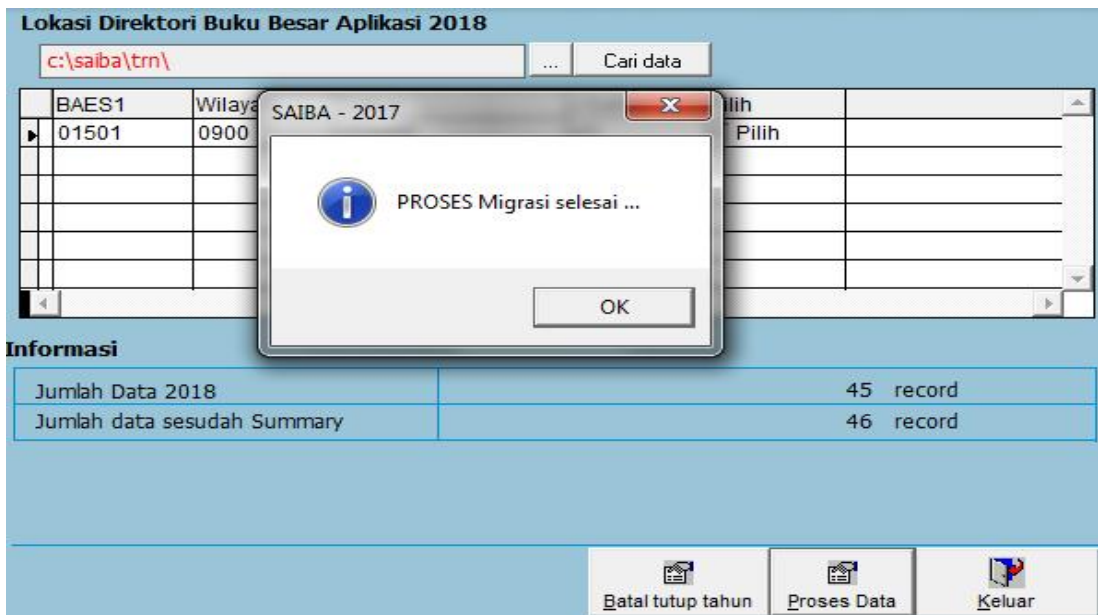 Lokasi Direktori Buku Besar Aplikasi 2018
c:\saiba\trn\
... Cari data
BAES1 Wilaya
01501 0900 Pilih
SAIBA - 2017
PROSES Migrasi selesai ...
OK
Informasi
Jumlah Data 2018 45 record
Jumlah data sesudah Summary 46 record
Batal tutup tahun Proses Data Keluar